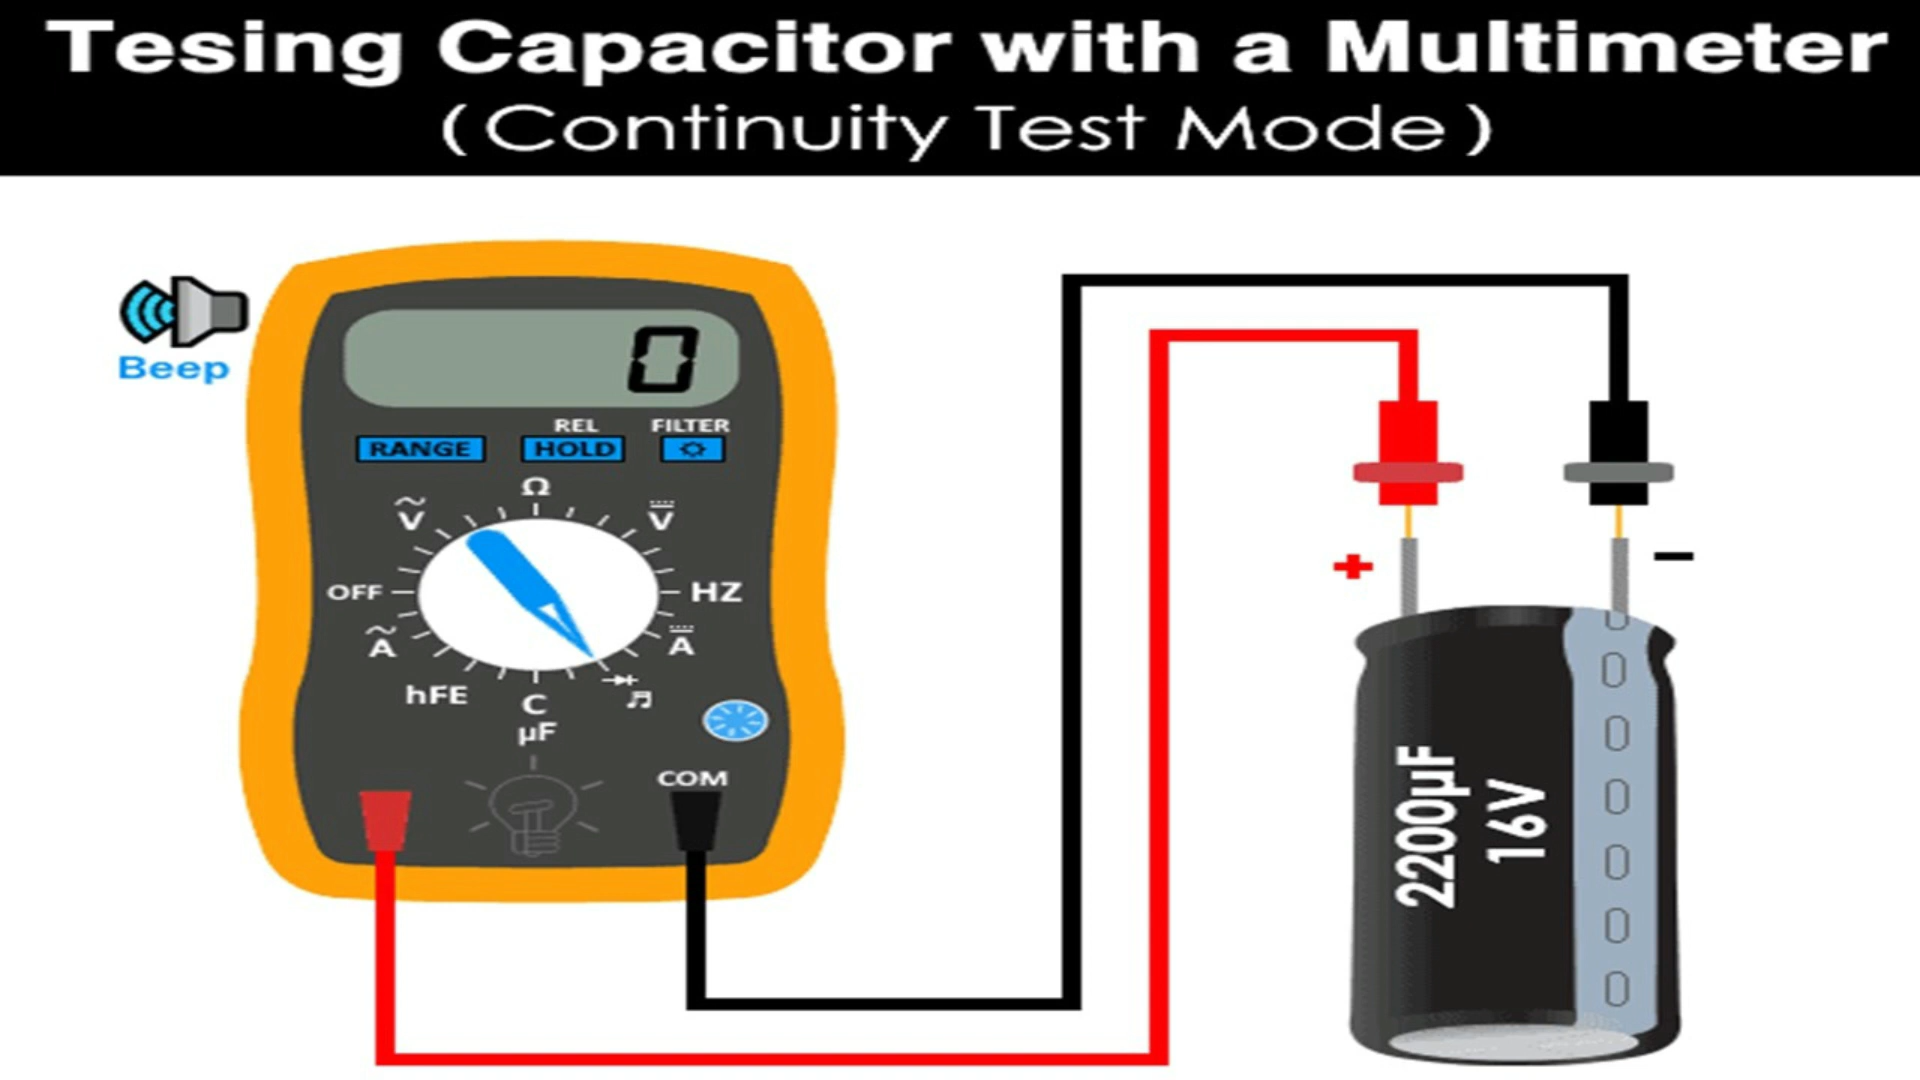 Tesing Capacitor with a Multimeter
(Continuity Test Mode)
Beep
0
REL FILTER
RANGE HOLD
Ω
V V
OFF HZ
A A
hFE
C
µF
COM
+ −
2200µF
16V